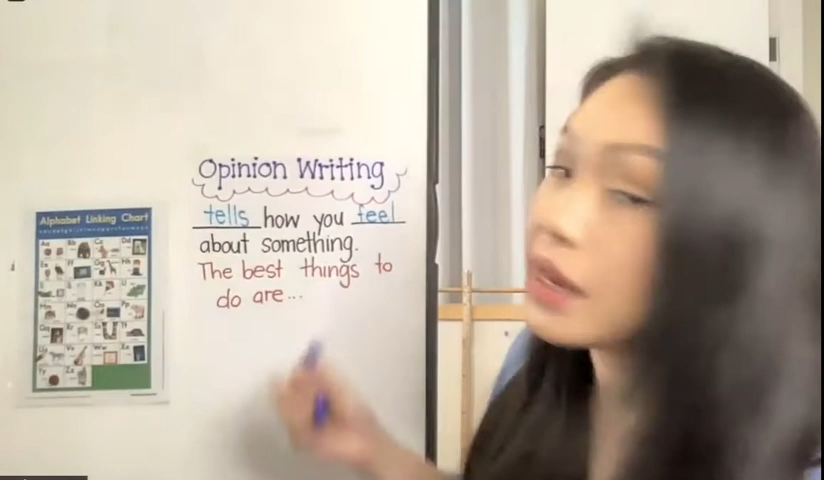 Opinion Writing
tells how you feel
about something.
The best things to
do are...
Alphabet Linking Chart